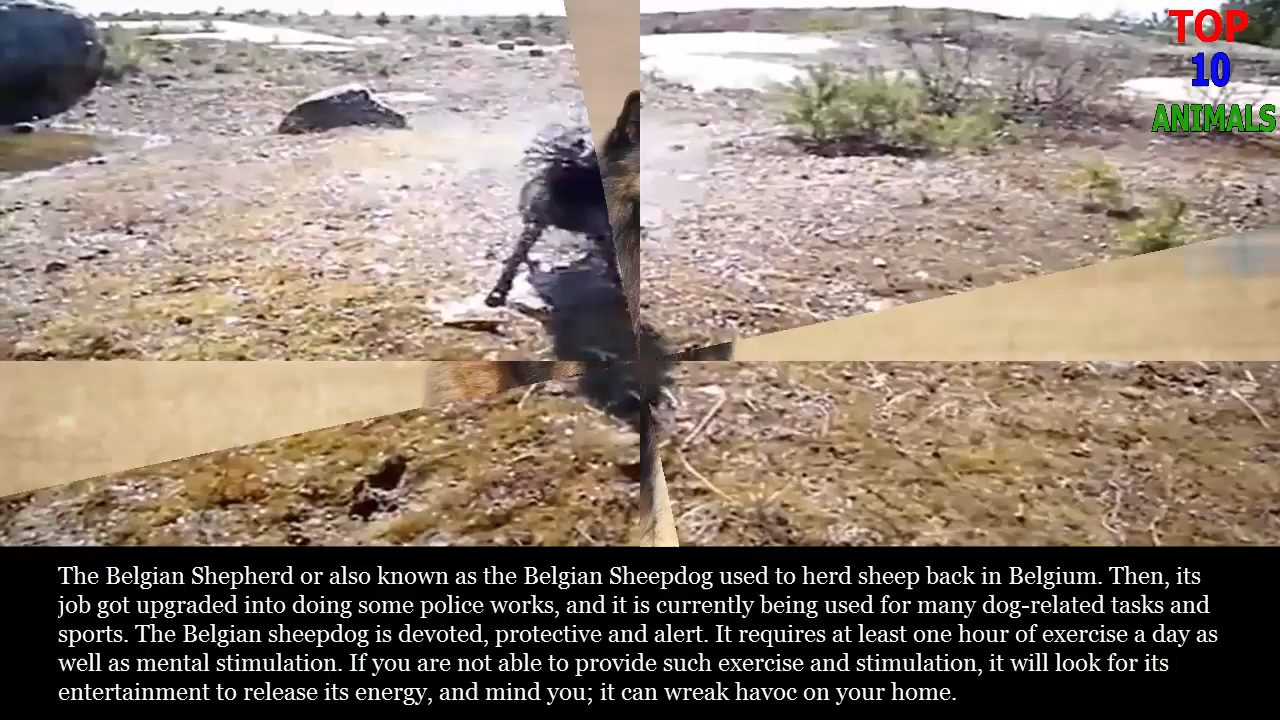 TOP
10
ANIMALS
The Belgian Shepherd or also known as the Belgian Sheepdog used to herd sheep back in Belgium. Then, its
job got upgraded into doing some police works, and it is currently being used for many dog-related tasks and
sports. The Belgian sheepdog is devoted, protective and alert. It requires at least one hour of exercise a day as
well as mental stimulation. If you are not able to provide such exercise and stimulation, it will look for its
entertainment to release its energy, and mind you; it can wreak havoc on your home.